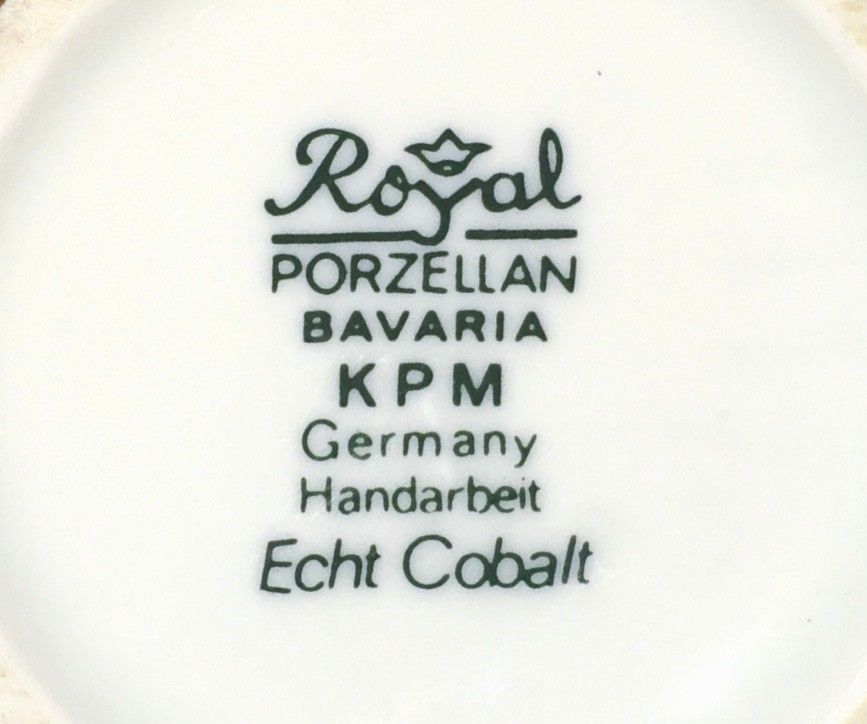 Royal
PORZELLAN
BAVARIA
KPM
Germany
Handarbeit
Echt Cobalt